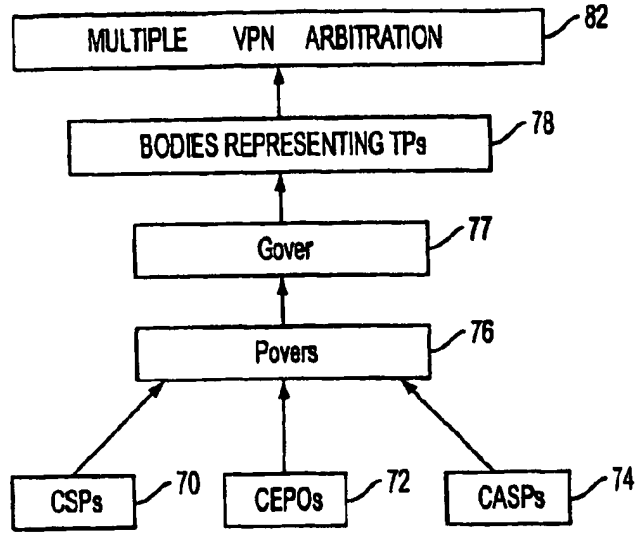 MULTIPLE VPN ARBITRATION
82
BODIES REPRESENTING TPs
78
Gover
77
Povers
76
CSPs
70
CEPOs
72
CASPs
74